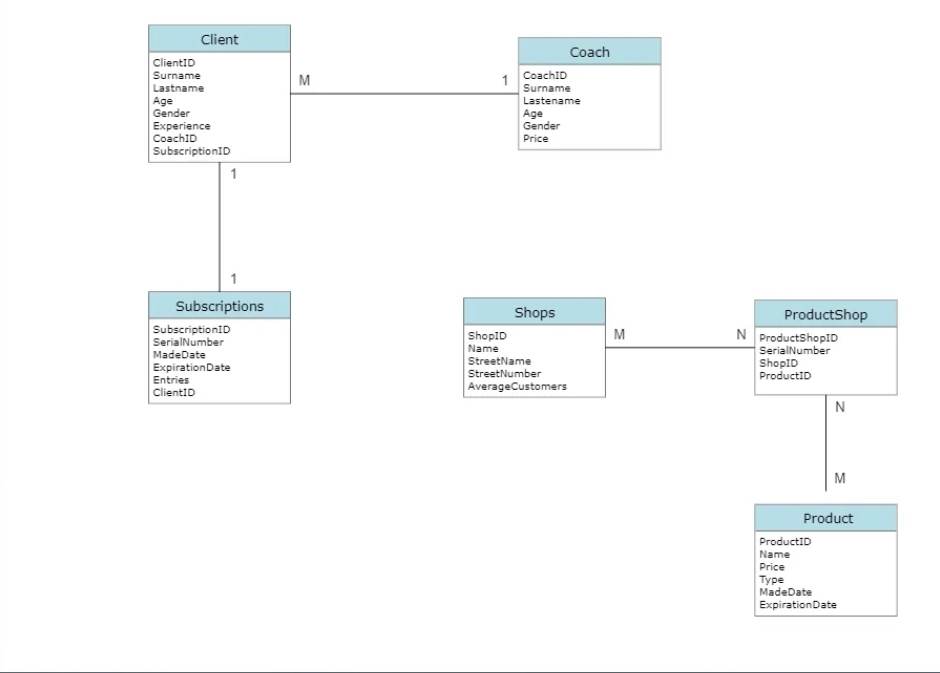 Client
ClientID
Surname
Lastname
Age
Gender
Experience
CoachID
SubscriptionID
M
1
Coach
CoachID
Surname
Lastename
Age
Gender
Price
1
1
Subscriptions
SubscriptionID
SerialNumber
MadeDate
ExpirationDate
Entries
ClientID
Shops
ShopID
Name
StreetName
StreetNumber
AverageCustomers
M
N
ProductShop
ProductShopID
SerialNumber
ShopID
ProductID
N
M
Product
ProductID
Name
Price
Type
MadeDate
ExpirationDate